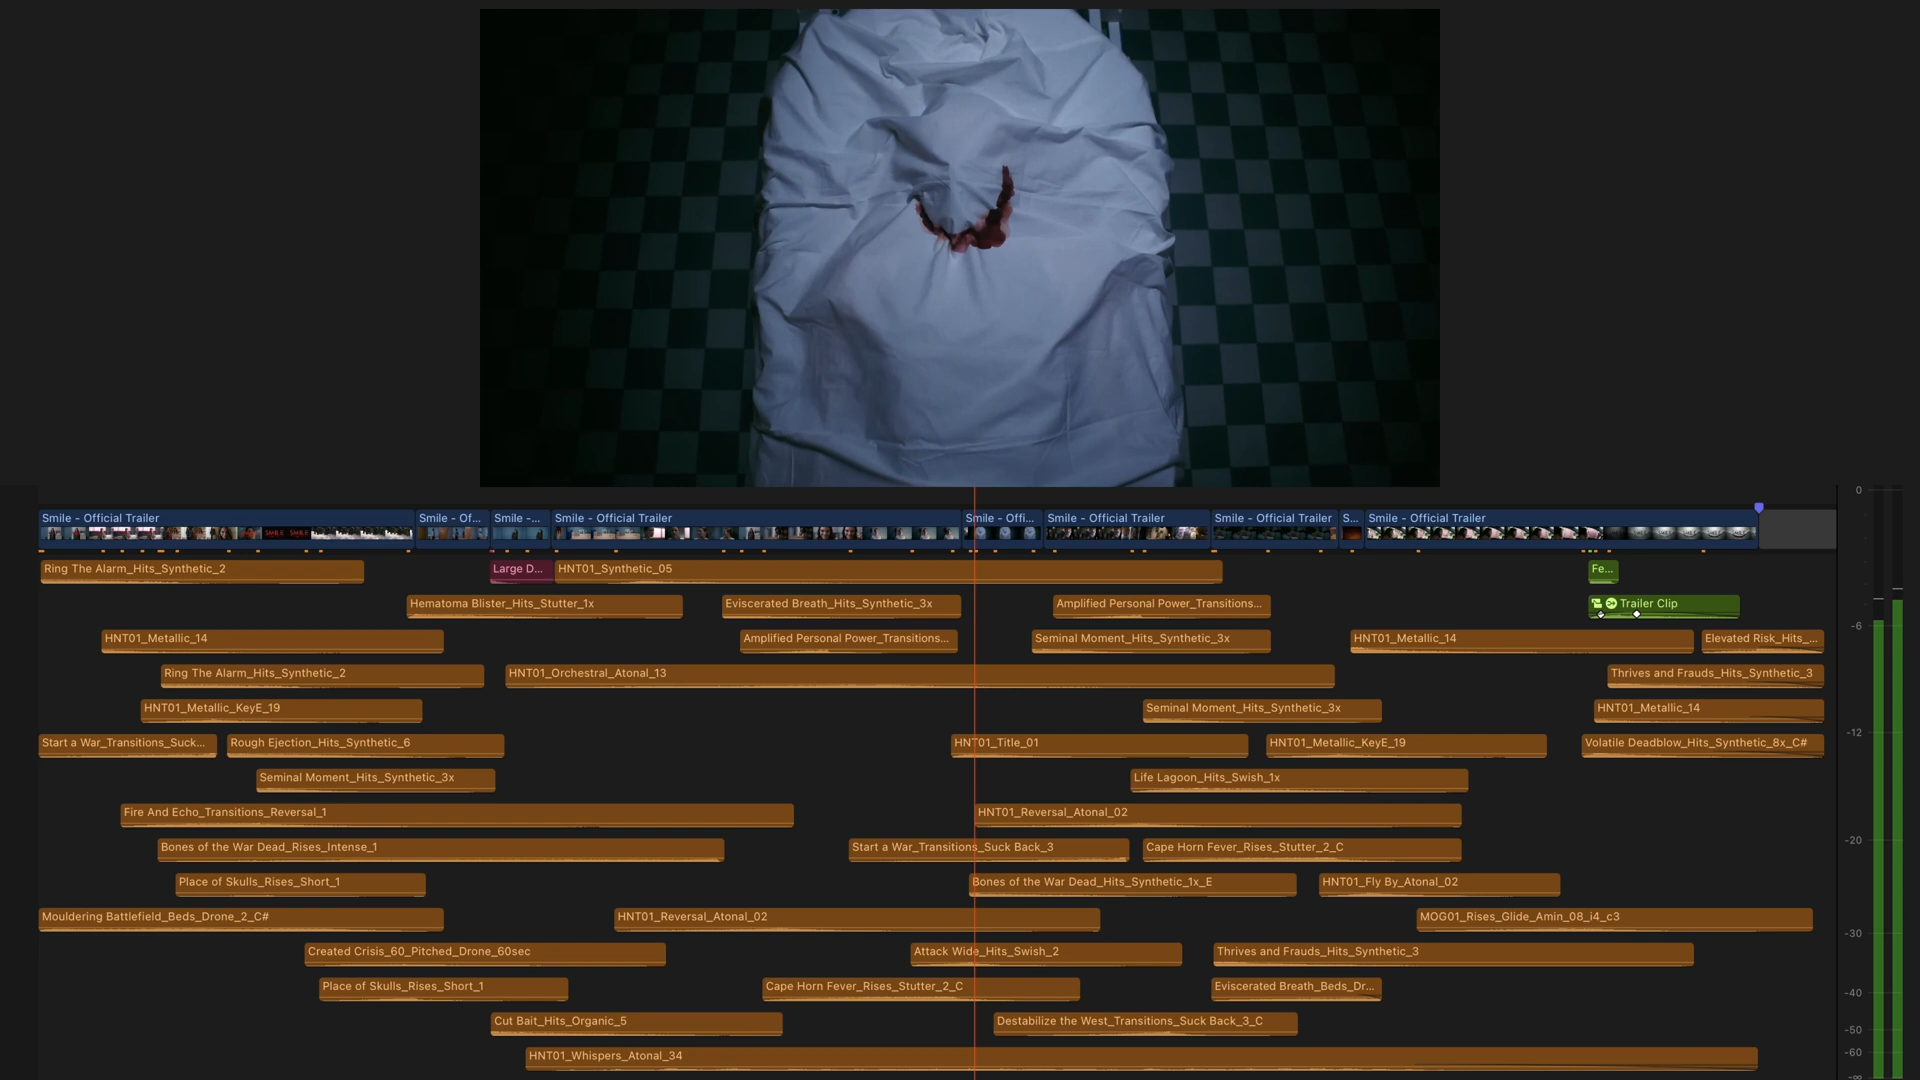 Smile - Official Trailer Smile - Of... Smile -... Smile - Official Trailer Smile - Offi... Smile - Official Trailer Smile - Official Trailer S... Smile - Official Trailer
SMILE SMILE
Ring The Alarm_Hits_Synthetic_2 Large D... HNT01_Synthetic_05 Fe...
Hematoma Blister_Hits_Stutter_1x Eviscerated Breath_Hits_Synthetic_3x Amplified Personal Power_Transitions... Trailer Clip
HNT01_Metallic_14 Amplified Personal Power_Transitions... Seminal Moment_Hits_Synthetic_3x HNT01_Metallic_14 Elevated Risk_Hits_...
Ring The Alarm_Hits_Synthetic_2 HNT01_Orchestral_Atonal_13 Thrives and Frauds_Hits_Synthetic_3
HNT01_Metallic_KeyE_19 Seminal Moment_Hits_Synthetic_3x HNT01_Metallic_14
Start a War_Transitions_Suck... Rough Ejection_Hits_Synthetic_6 HNT01_Title_01 HNT01_Metallic_KeyE_19 Volatile Deadblow_Hits_Synthetic_8x_C#
Seminal Moment_Hits_Synthetic_3x Life Lagoon_Hits_Swish_1x
Fire And Echo_Transitions_Reversal_1 HNT01_Reversal_Atonal_02
Bones of the War Dead_Rises_Intense_1 Start a War_Transitions_Suck Back_3 Cape Horn Fever_Rises_Stutter_2_C
Place of Skulls_Rises_Short_1 Bones of the War Dead_Hits_Synthetic_1x_E HNT01_Fly By_Atonal_02
Mouldering Battlefield_Beds_Drone_2_C# HNT01_Reversal_Atonal_02 MOG01_Rises_Glide_Amin_08_i4_c3
Created Crisis_60_Pitched_Drone_60sec Attack Wide_Hits_Swish_2 Thrives and Frauds_Hits_Synthetic_3
Place of Skulls_Rises_Short_1 Cape Horn Fever_Rises_Stutter_2_C Eviscerated Breath_Beds_Dr...
Cut Bait_Hits_Organic_5 Destabilize the West_Transitions_Suck Back_3_C
HNT01_Whispers_Atonal_34
0
-6
-12
-20
-30
-40
-50
-60
-∞